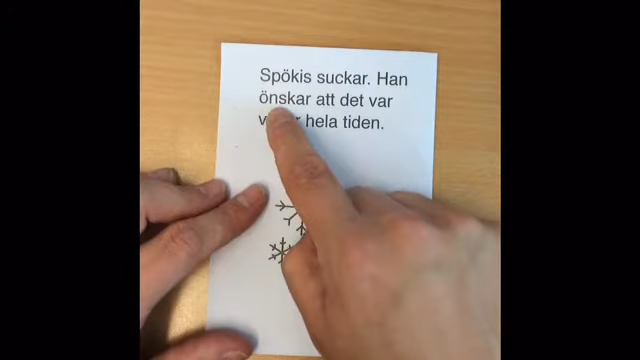 Spökis suckar. Han
önskar att det var
hela tiden.